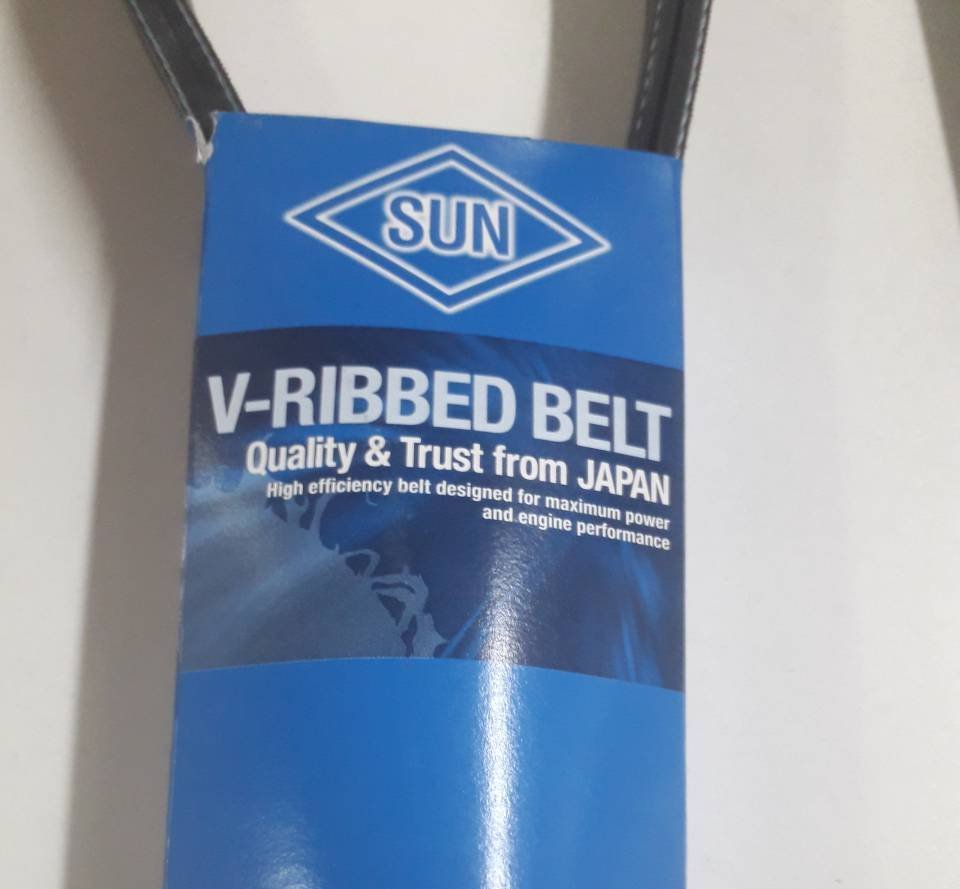 SUN
V-RIBBED BELT
Quality & Trust from JAPAN
High efficiency belt designed for maximum power
and engine performance